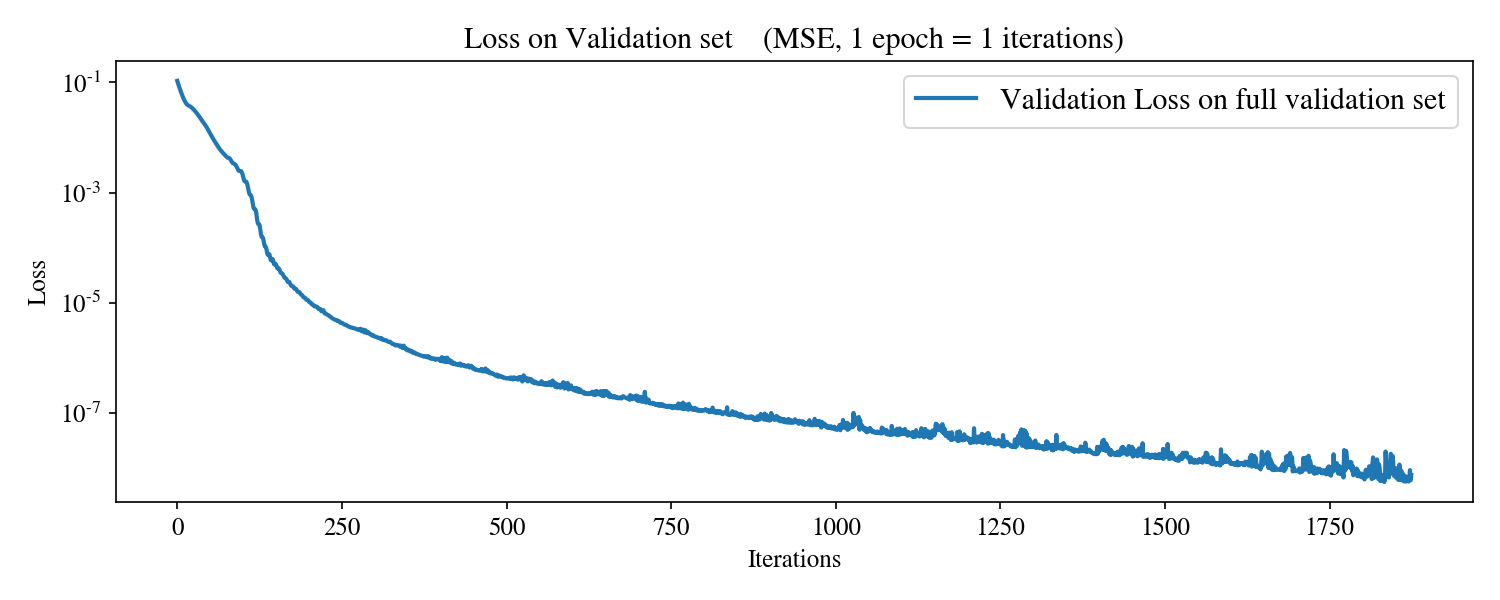 Loss on Validation set (MSE, 1 epoch = 1 iterations)
Validation Loss on full validation set
Loss
10^-1
10^-3
10^-5
10^-7
0 250 500 750 1000 1250 1500 1750
Iterations